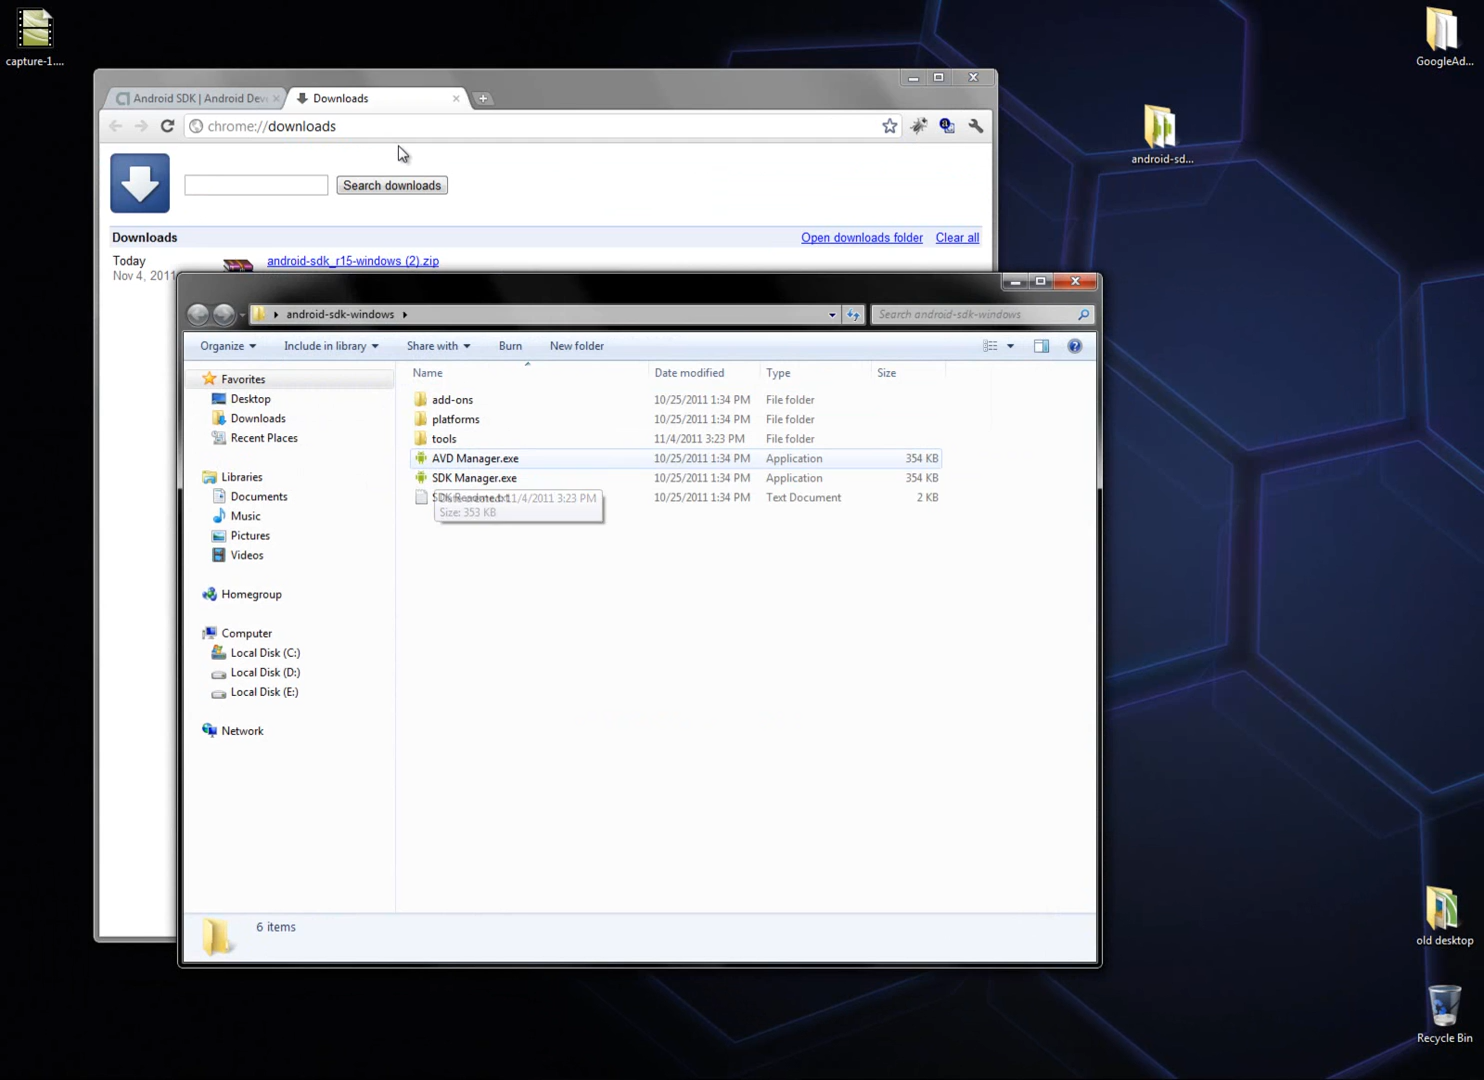 capture-1....
GoogleAd...
android-sd...
Android SDK | Android Dev
Downloads
chrome://downloads
Search downloads
Downloads
Open downloads folder
Clear all
Today
Nov 4, 2011
android-sdk_r15-windows (2).zip
android-sdk-windows
Search android-sdk-windows
Organize
Include in library
Share with
Burn
New folder
Name
Date modified
Type
Size
Favorites
Desktop
Downloads
Recent Places
Libraries
Documents
Music
Pictures
Videos
Homegroup
Computer
Local Disk (C:)
Local Disk (D:)
Local Disk (E:)
Network
add-ons 10/25/2011 1:34 PM File folder
platforms 10/25/2011 1:34 PM File folder
tools 11/4/2011 3:23 PM File folder
AVD Manager.exe 10/25/2011 1:34 PM Application 354 KB
SDK Manager.exe 10/25/2011 1:34 PM Application 354 KB
10/25/2011 1:34 PM Text Document 2 KB
11/4/2011 3:23 PM
Size: 353 KB
6 items
old desktop
Recycle Bin